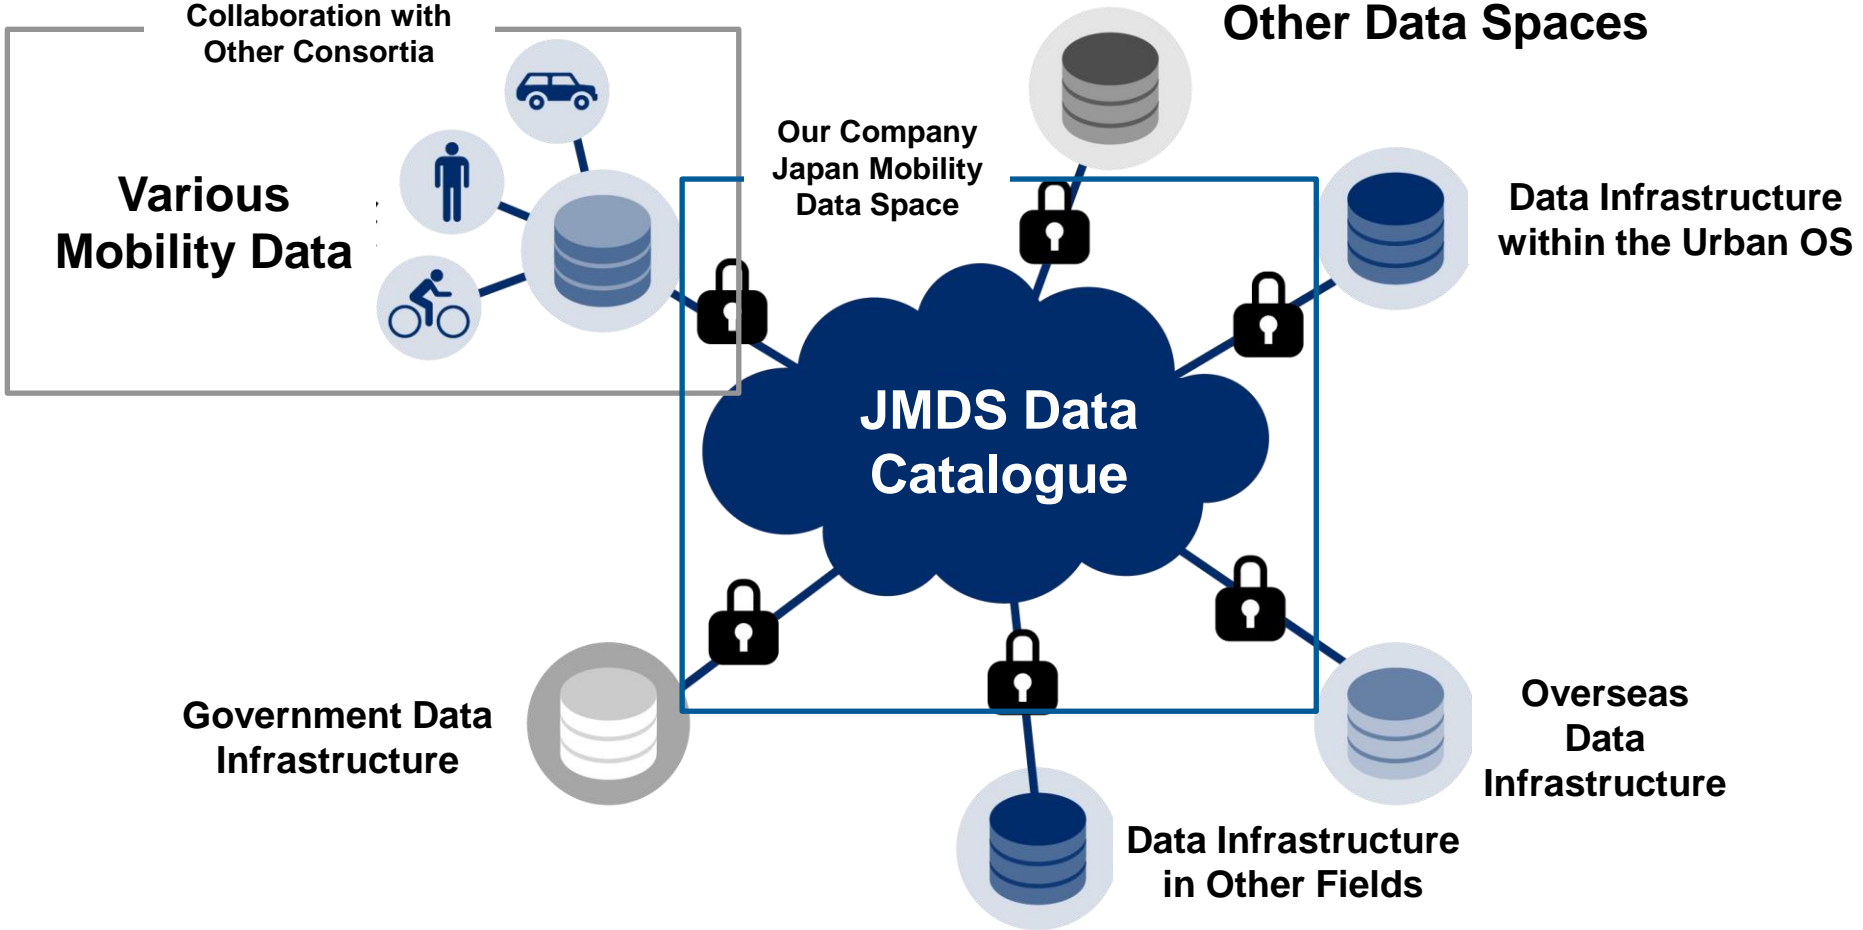 Collaboration with
Other Consortia
Other Data Spaces
Our Company
Japan Mobility
Data Space
Various
Mobility Data
Data Infrastructure
within the Urban OS
JMDS Data
Catalogue
Government Data
Infrastructure
Overseas
Data
Infrastructure
Data Infrastructure
in Other Fields